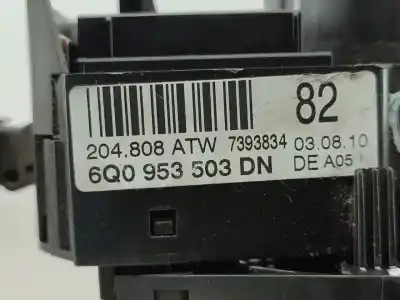 82
204.808 ATW 7393834 03.08.10
6Q0 953 503 DN DE A05